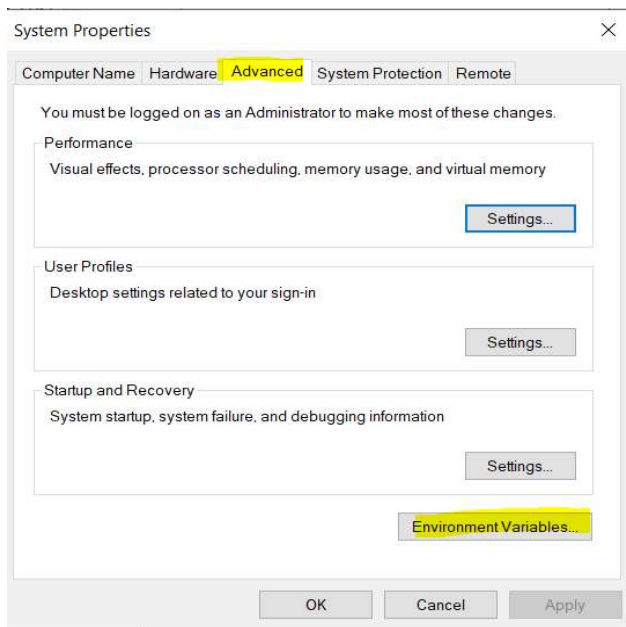 System Properties
Computer Name Hardware Advanced System Protection Remote
You must be logged on as an Administrator to make most of these changes.
Performance
Visual effects, processor scheduling, memory usage, and virtual memory
Settings...
User Profiles
Desktop settings related to your sign-in
Settings...
Startup and Recovery
System startup, system failure, and debugging information
Settings...
Environment Variables...
OK Cancel Apply